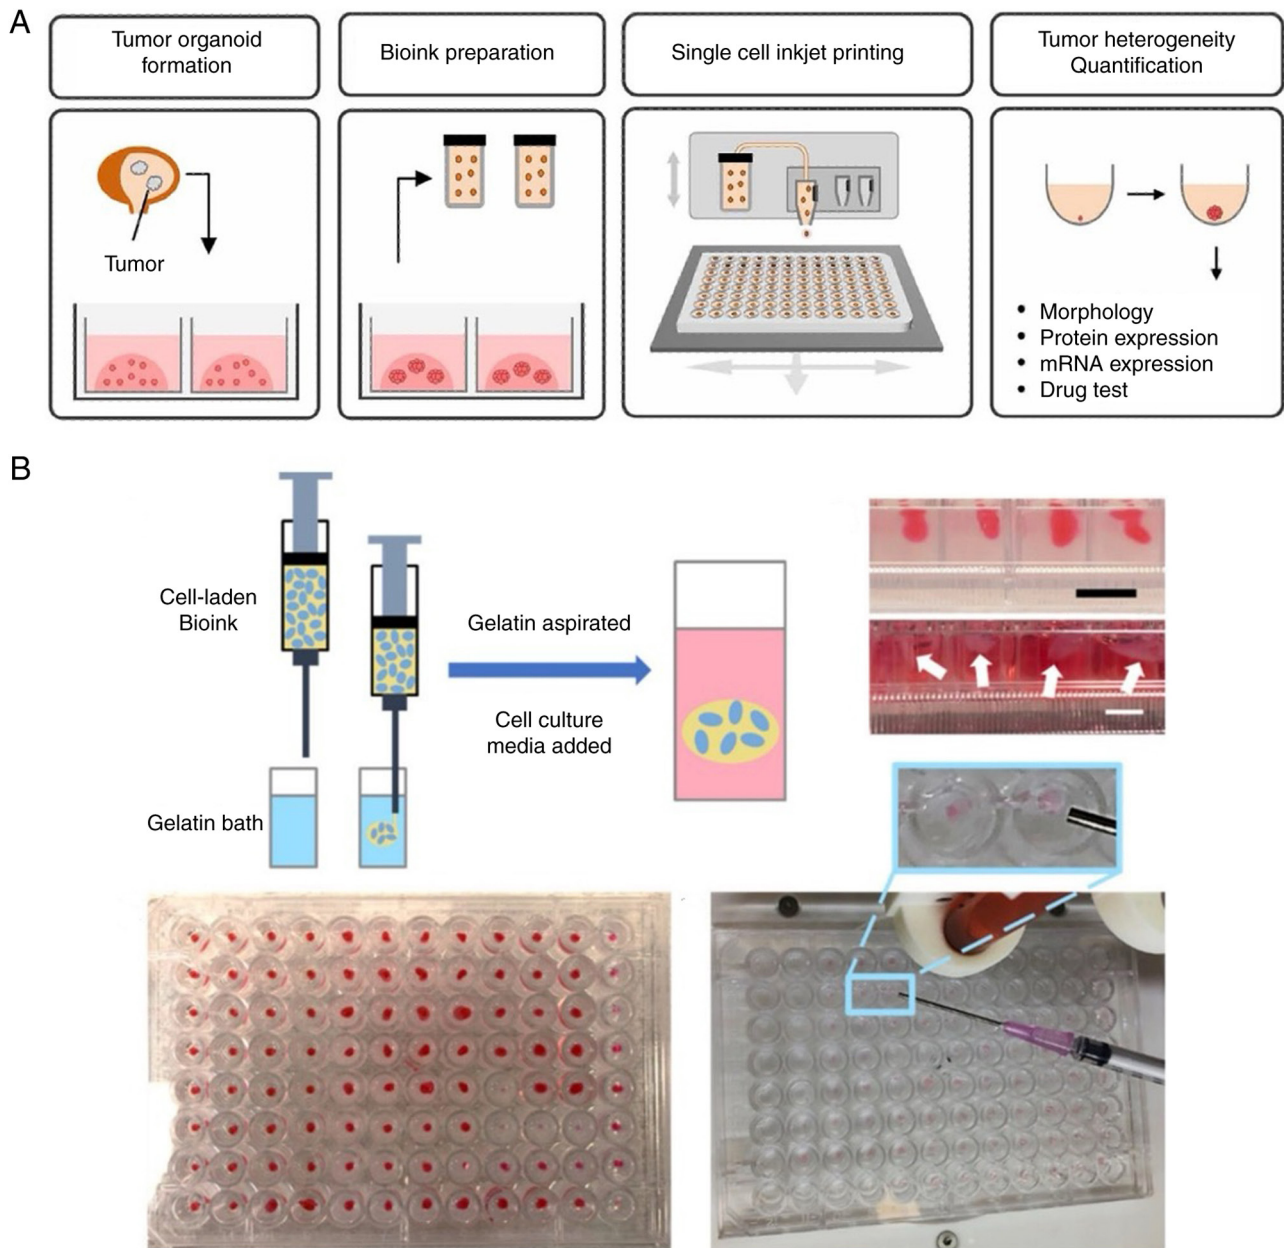 A
Tumor organoid
formation
Bioink preparation
Single cell inkjet printing
Tumor heterogeneity
Quantification
Tumor
• Morphology
• Protein expression
• mRNA expression
• Drug test
B
Cell-laden
Bioink
Gelatin aspirated
Cell culture
media added
Gelatin bath